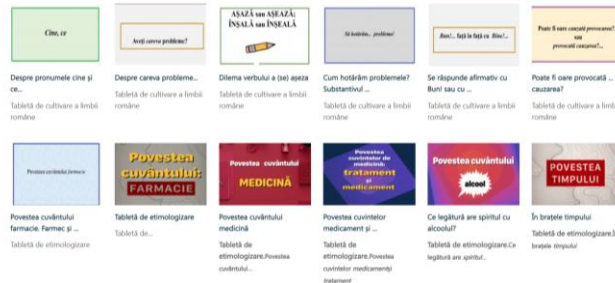 Cine, ce
Aveți careva probleme?
AȘAZĂ sau AȘEAZĂ;
ÎNȘALĂ sau ÎNȘEALĂ
Să hotărâm... problema!
Bun!... față în față cu Bine!...
Poate fi oare cauzată provocarea?...
sau
provocată cauzarea?...
Despre pronumele cine și
ce...
Despre careva probleme...
Dilema verbului a (se) așeza
Cum hotărâm problemele?
Substantivul ...
Se răspunde afirmativ cu
Bun! sau cu ...
Poate fi oare provocată ...
cauzarea?
Tabletă de cultivare a limbii
române
Tabletă de cultivare a limbii
române
Tabletă de cultivare a limbii
române
Tabletă de cultivare a limbii
române
Tabletă de cultivare a limbii
române
Tabletă de cultivare a limbii
române
Povestea cuvântului farmacie
Povestea
cuvântului:
FARMACIE
Povestea cuvântului
MEDICINĂ
Povestea
cuvintelor de
medicină:
tratament
și
medicament
Povestea cuvântului
alcool
POVESTEA
TIMPULUI
Povestea cuvântului
farmacie. Farmec și ...
Tabletă de etimologizare
Povestea cuvântului
medicină
Povestea cuvintelor
medicament și ...
Ce legătură are spiritul cu
alcoolul?
În brațele timpului
Tabletă de etimologizare
Tabletă de...
Tabletă de
etimologizare.Povestea
cuvântului...
Tabletă de
etimologizare.Povestea
cuvintelor medicamentși
tratament
Tabletă de etimologizare.Ce
legătură are spiritul...
Tabletă de etimologizare.În
brațele timpului